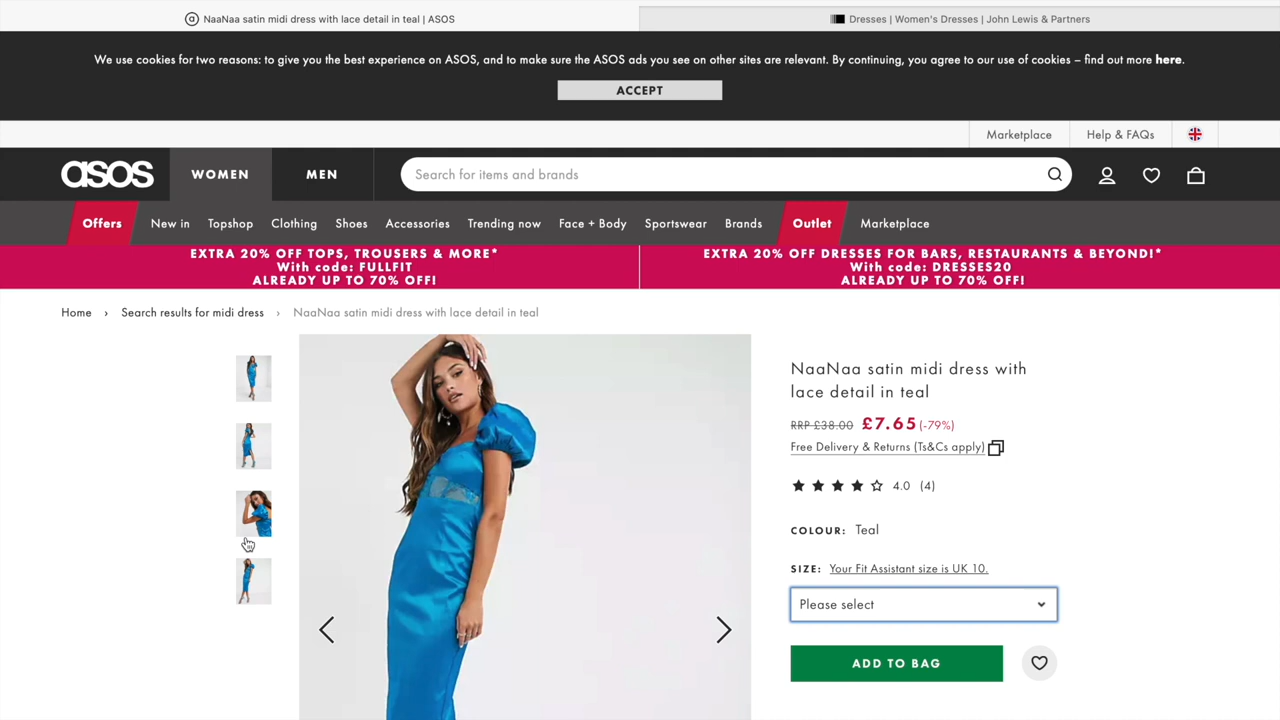 NaaNaa satin midi dress with lace detail in teal | ASOS
Dresses | Women's Dresses | John Lewis & Partners
We use cookies for two reasons: to give you the best experience on ASOS, and to make sure the ASOS ads you see on other sites are relevant. By continuing, you agree to our use of cookies – find out more here.
ACCEPT
Marketplace
Help & FAQs
asos
WOMEN
MEN
Search for items and brands
Offers
New in
Topshop
Clothing
Shoes
Accessories
Trending now
Face + Body
Sportswear
Brands
Outlet
Marketplace
EXTRA 20% OFF TOPS, TROUSERS & MORE*
With code: FULLFIT
ALREADY UP TO 70% OFF!
EXTRA 20% OFF DRESSES FOR BARS, RESTAURANTS & BEYOND!*
With code: DRESSES20
ALREADY UP TO 70% OFF!
Home › Search results for midi dress › NaaNaa satin midi dress with lace detail in teal
NaaNaa satin midi dress with
lace detail in teal
RRP £38.00 £7.65 (-79%)
Free Delivery & Returns (Ts&Cs apply)
4.0 (4)
COLOUR: Teal
SIZE: Your Fit Assistant size is UK 10.
Please select
ADD TO BAG